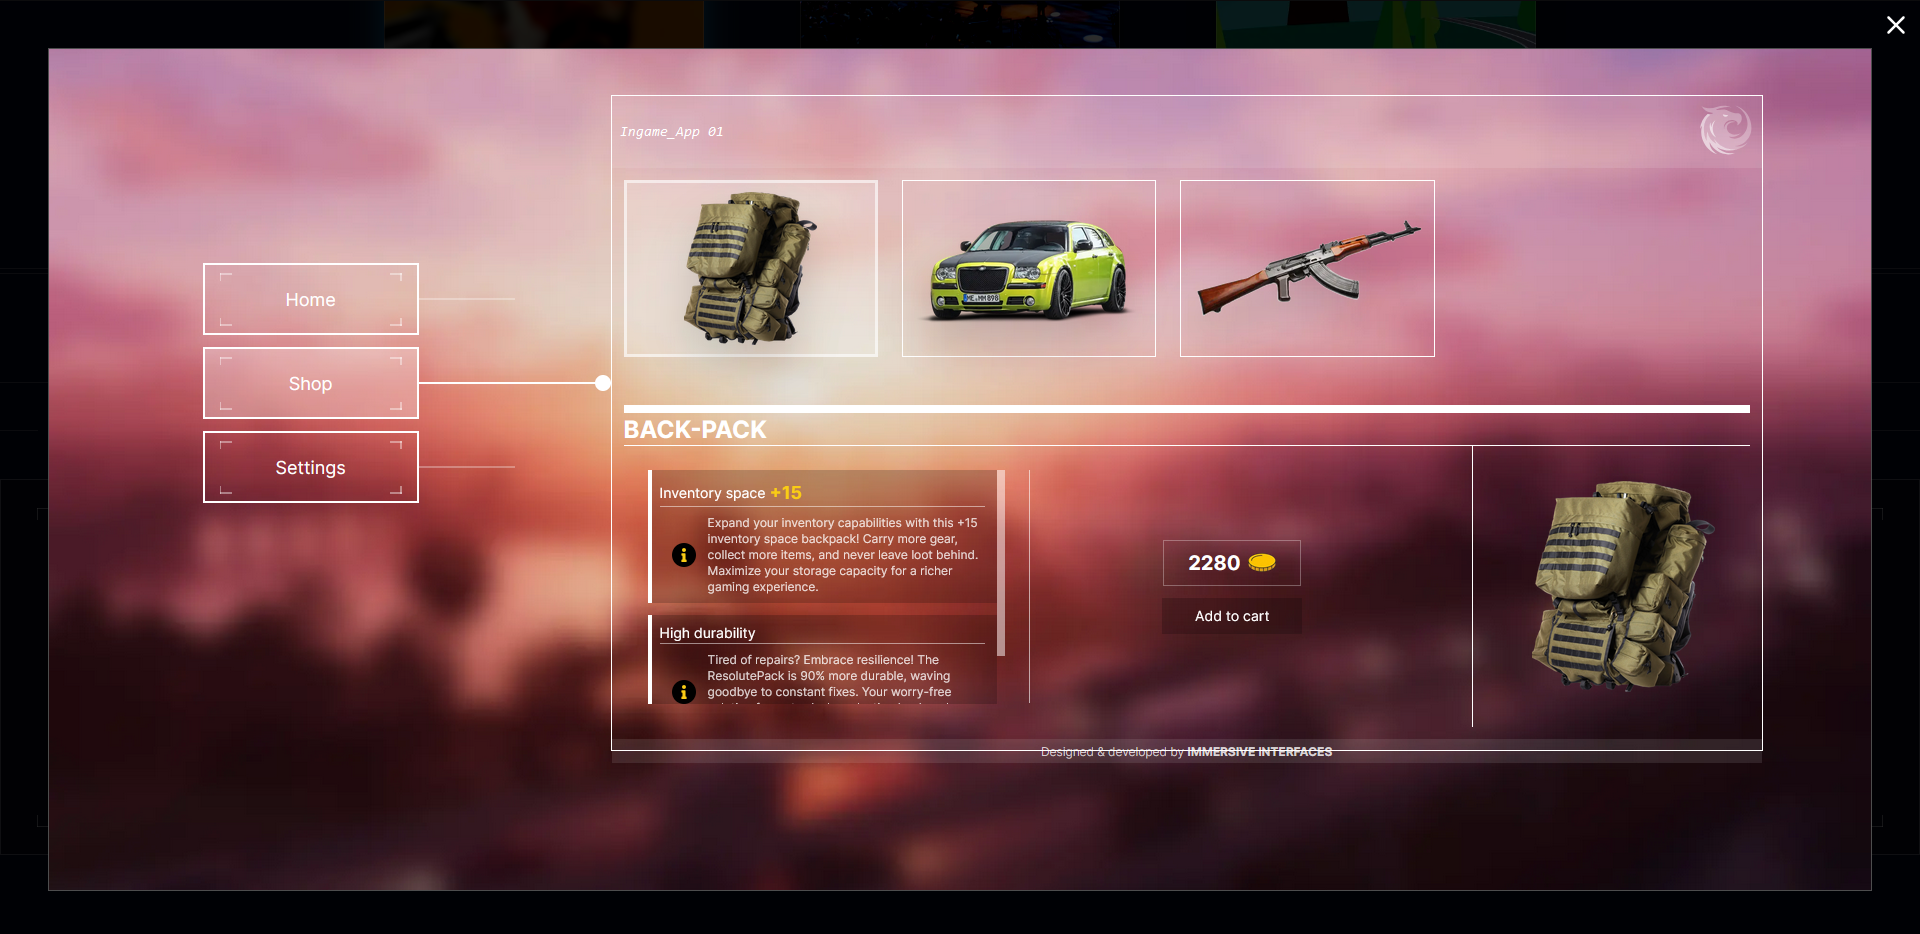 Ingame_App 01
Home
Shop
Settings
ME-MM 898
BACK-PACK
Inventory space +15
Expand your inventory capabilities with this +15
inventory space backpack! Carry more gear,
collect more items, and never leave loot behind.
Maximize your storage capacity for a richer
gaming experience.
High durability
Tired of repairs? Embrace resilience! The
ResolutePack is 90% more durable, waving
goodbye to constant fixes. Your worry-free
2280
Add to cart
Designed & developed by IMMERSIVE INTERFACES